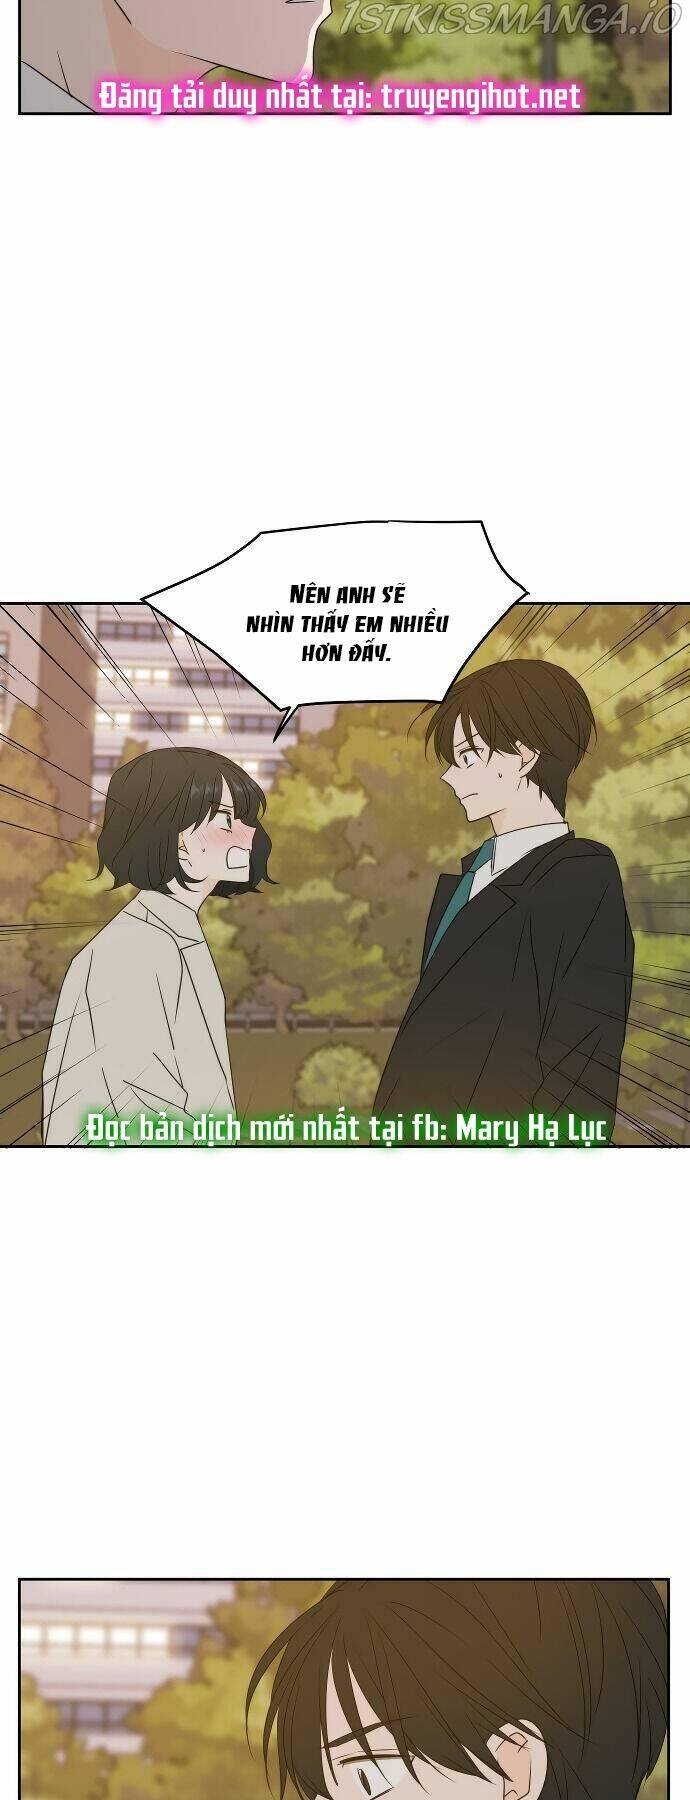 1STKISSMANGA.IO
Đăng tải duy nhất tại: truyengihot.net
NÊN ANH SẼ
NHÌN THẤY EM NHIỀU
HƠN ĐẤY.
Đọc bản dịch mới nhất tại fb: Mary Hạ Lục